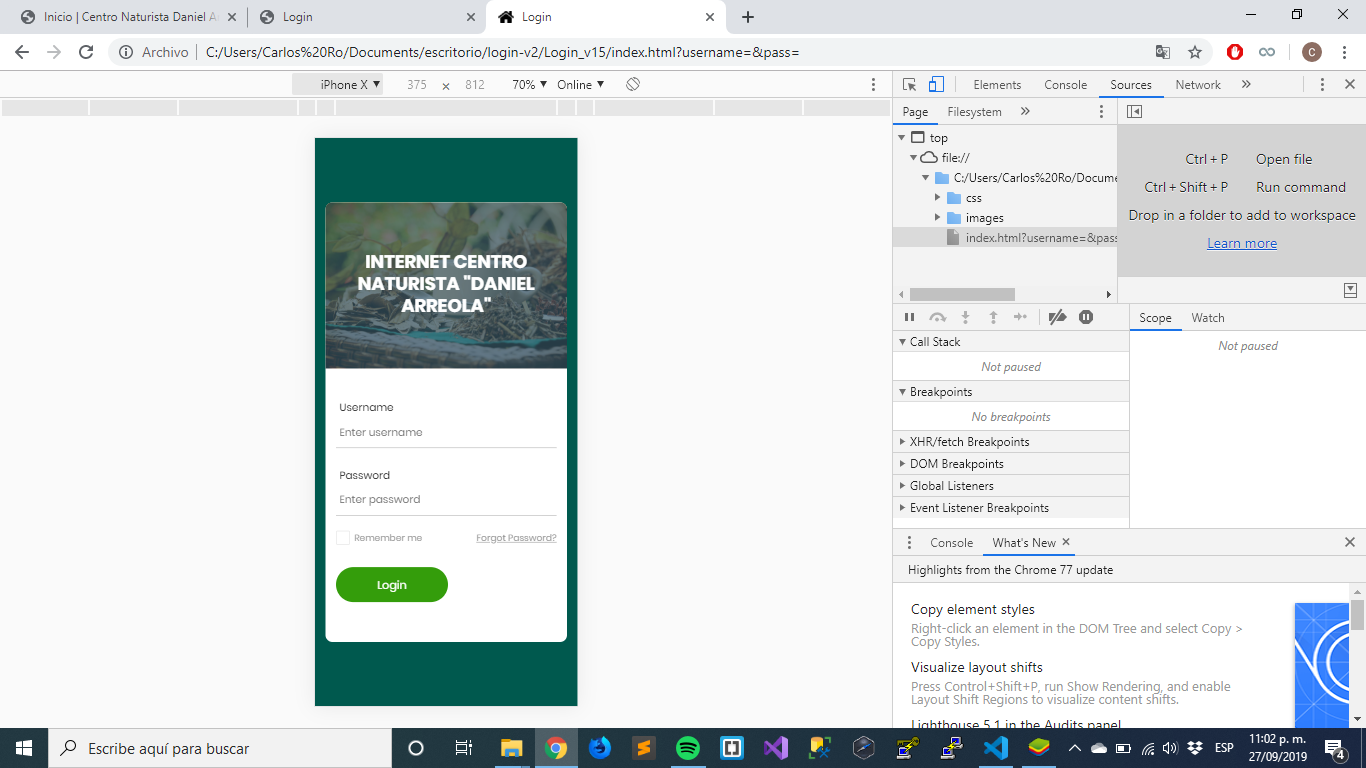 Inicio | Centro Naturista Daniel A
Login
Login
Archivo
C:/Users/Carlos%20Ro/Documents/escritorio/login-v2/Login_v15/index.html?username=&pass=
C
iPhone X ▼
375 × 812
70% ▼
Online ▼
Elements
Console
Sources
Network
»
Page
Filesystem
»
top
file://
C:/Users/Carlos%20Ro/Docume
css
images
index.html?username=&pass
Ctrl + P Open file
Ctrl + Shift + P Run command
Drop in a folder to add to workspace
Learn more
INTERNET CENTRO
NATURISTA "DANIEL
ARREOLA"
Username
Enter username
Password
Enter password
Remember me
Forgot Password?
Login
Call Stack
Not paused
Breakpoints
No breakpoints
XHR/fetch Breakpoints
DOM Breakpoints
Global Listeners
Event Listener Breakpoints
Scope
Watch
Not paused
Console
What's New
Highlights from the Chrome 77 update
Copy element styles
Right-click an element in the DOM Tree and select Copy >
Copy Styles.
Visualize layout shifts
Press Control+Shift+P, run Show Rendering, and enable
Layout Shift Regions to visualize content shifts.
Lighthouse 5.1 in the Audits panel
Escribe aquí para buscar
ESP
11:02 p. m.
27/09/2019
4